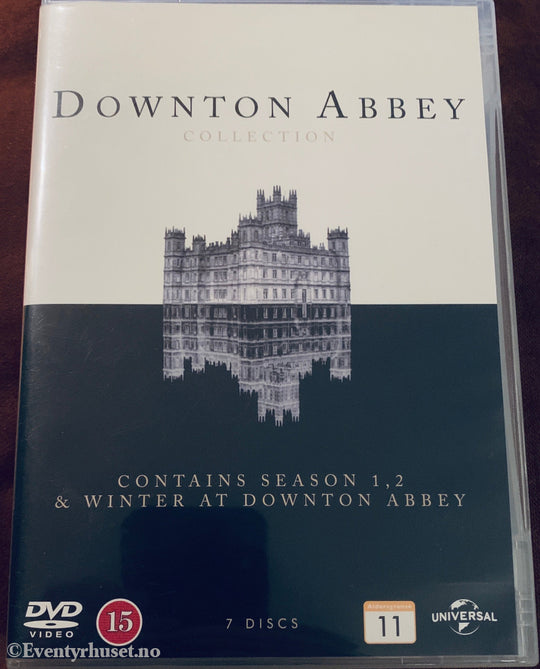 DOWNTON ABBEY
COLLECTION
CONTAINS SEASON 1,2
& WINTER AT DOWNTON ABBEY
DVD
VIDEO
15
7 DISCS
Aldersgrense
11
UNIVERSAL
©Eventyrhuset.no